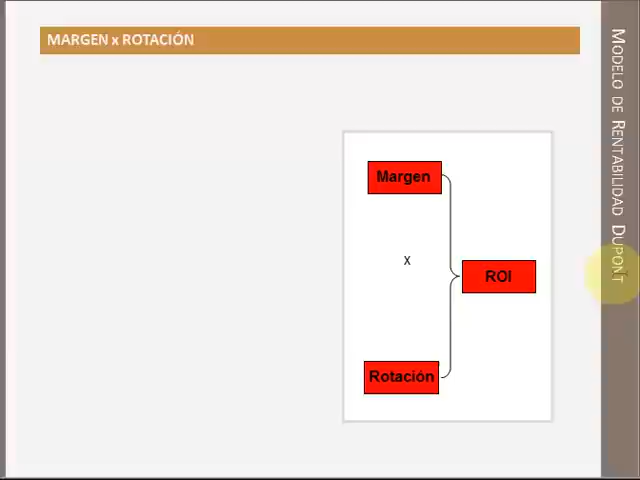 MARGEN x ROTACIÓN
Margen
x
ROI
Rotación
MODELO DE RENTABILIDAD DUPONT